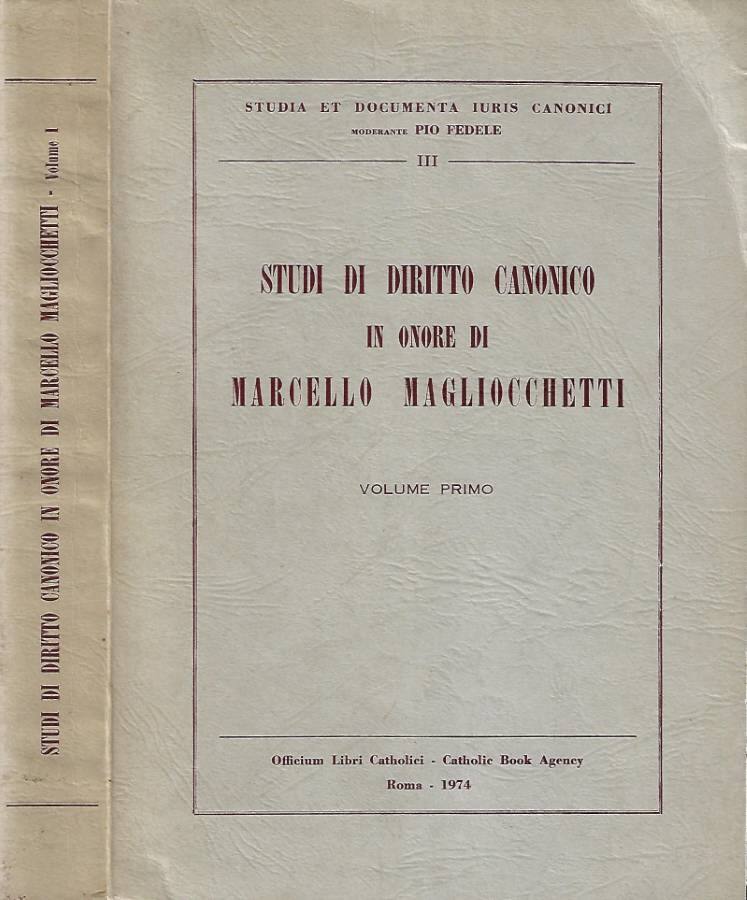 STUDI DI DIRITTO CANONICO IN ONORE DI MARCELLO MAGLIOCCHETTI - Volume I
STUDIA ET DOCUMENTA IURIS CANONICI
MODERANTE PIO FEDELE
III
STUDI DI DIRITTO CANONICO
IN ONORE DI
MARCELLO MAGLIOCCHETTI
VOLUME PRIMO
Officium Libri Catholici - Catholic Book Agency
Roma - 1974